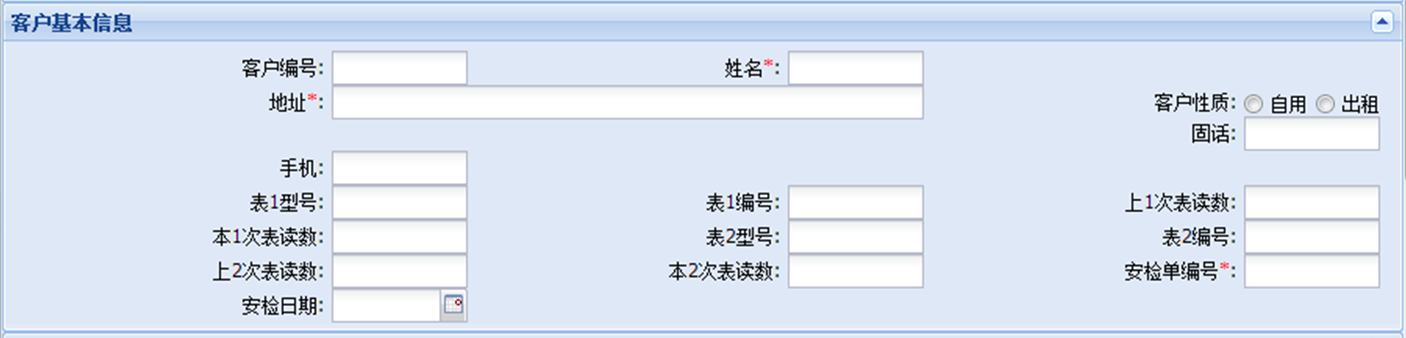 客户基本信息
客户编号: 姓名*:
地址*: 客户性质: 自用 出租
固话:
手机:
表1型号: 表1编号: 上1次表读数:
本1次表读数: 表2型号: 表2编号:
上2次表读数: 本2次表读数: 安检单编号*:
安检日期: